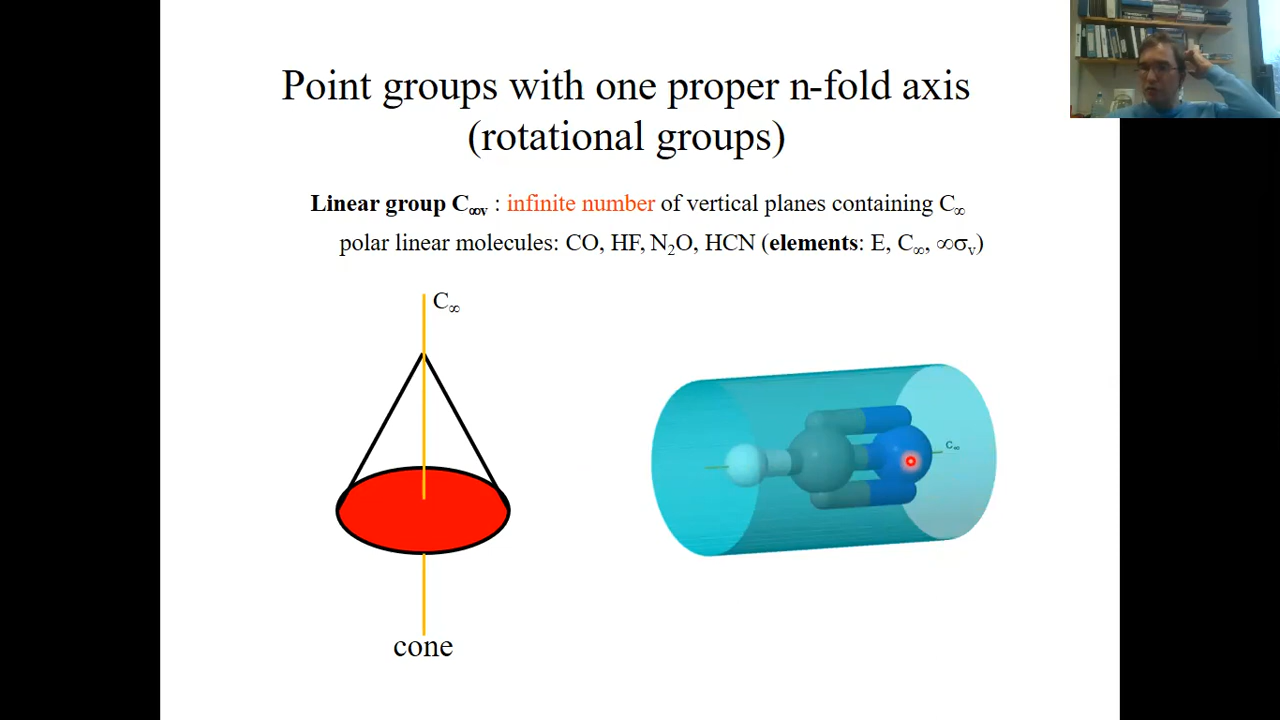 Point groups with one proper n-fold axis
(rotational groups)
Linear group C∞v : infinite number of vertical planes containing C∞
polar linear molecules: CO, HF, N₂O, HCN (elements: E, C∞, ∞σv)
C∞
C∞
cone